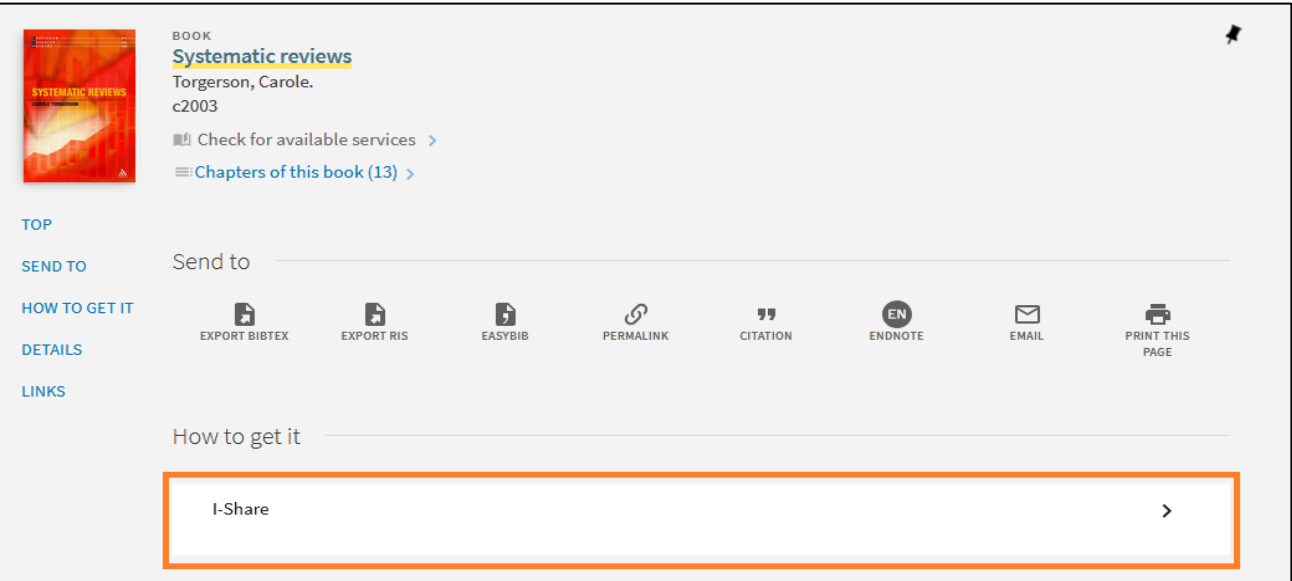 BOOK
Systematic reviews
Torgerson, Carole.
c2003
Check for available services
Chapters of this book (13)
SYSTEMATIC REVIEWS
CAROLE TORGERSON
TOP
SEND TO
HOW TO GET IT
DETAILS
LINKS
Send to
EXPORT BIBTEX
EXPORT RIS
EASYBIB
PERMALINK
CITATION
EN
ENDNOTE
EMAIL
PRINT THIS
PAGE
How to get it
I-Share